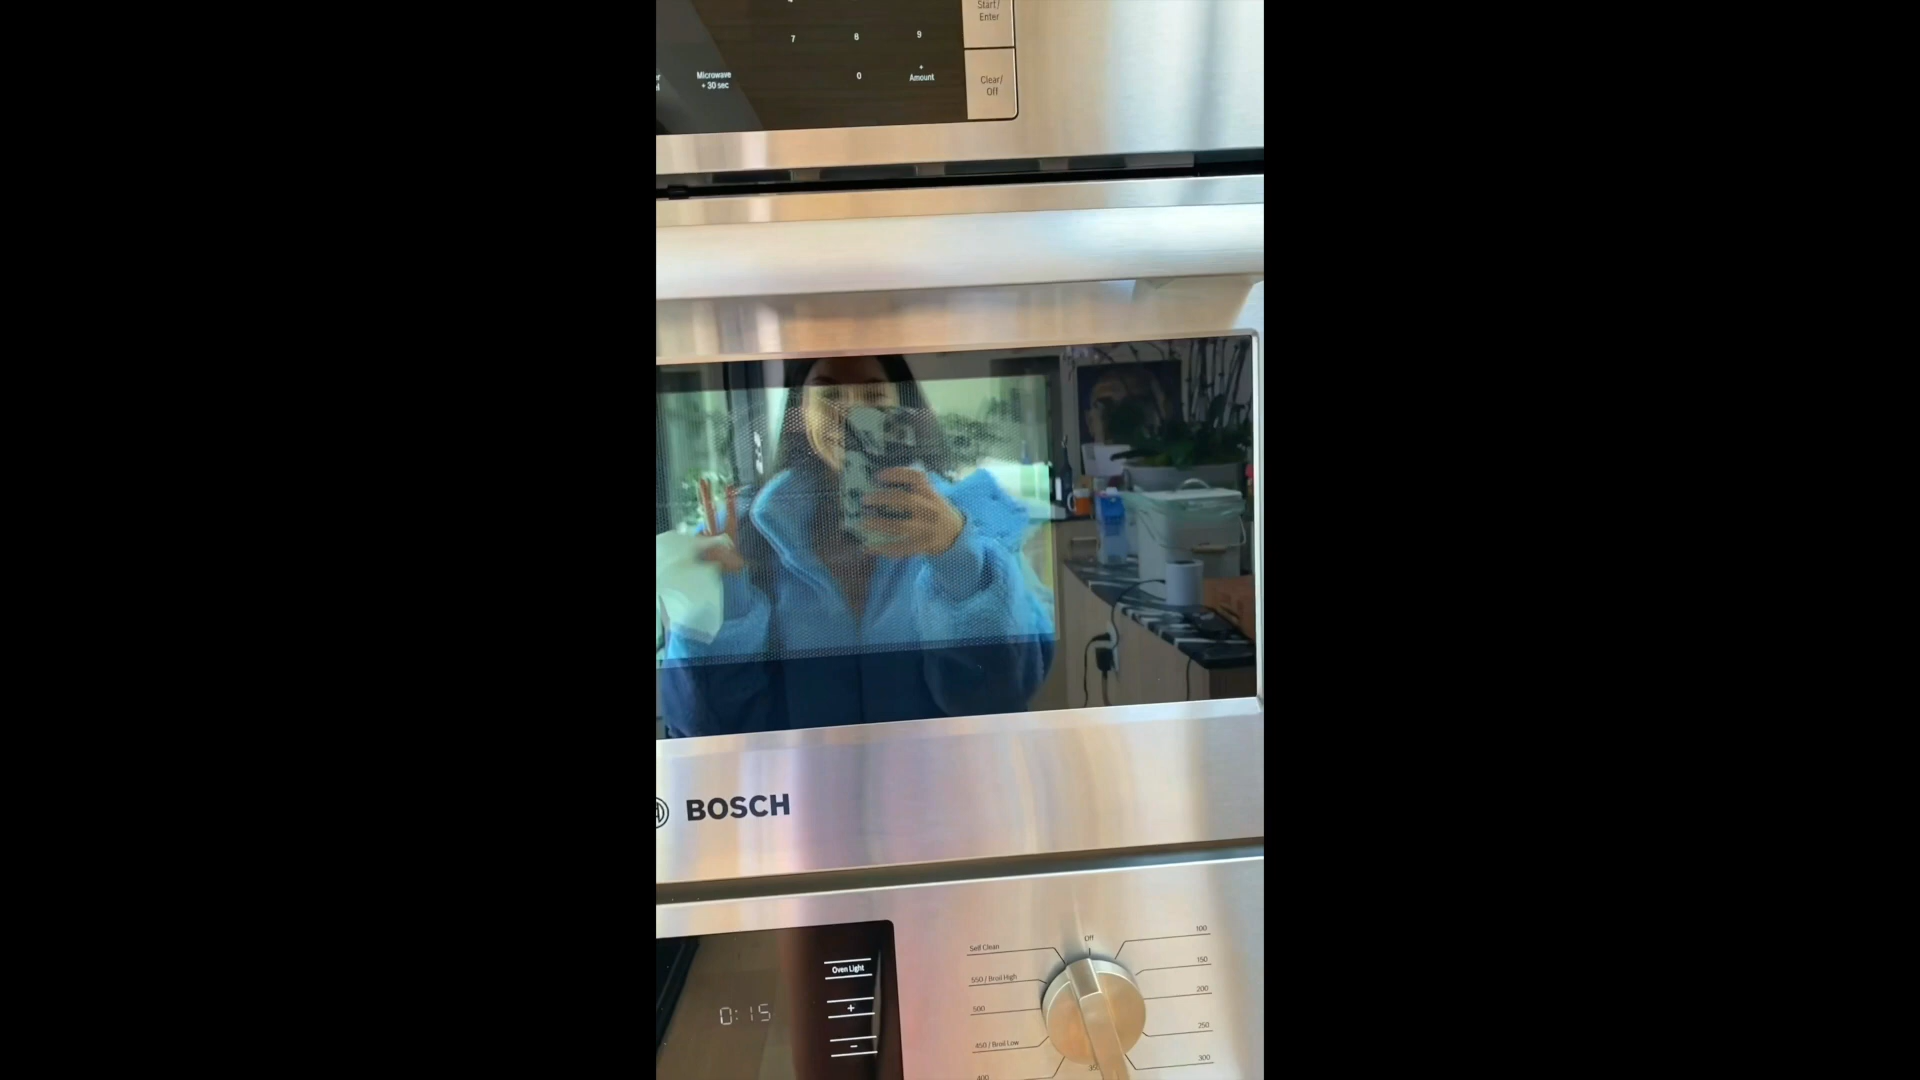 Start/
Enter
7 8 9
Microwave
+ 30 sec
0
+
Amount
Clear/
Off
BOSCH
Oven Light
0:15
+
-
Off
Self Clean
100
550 / Broil High
150
500
200
450 / Broil Low
250
400
300